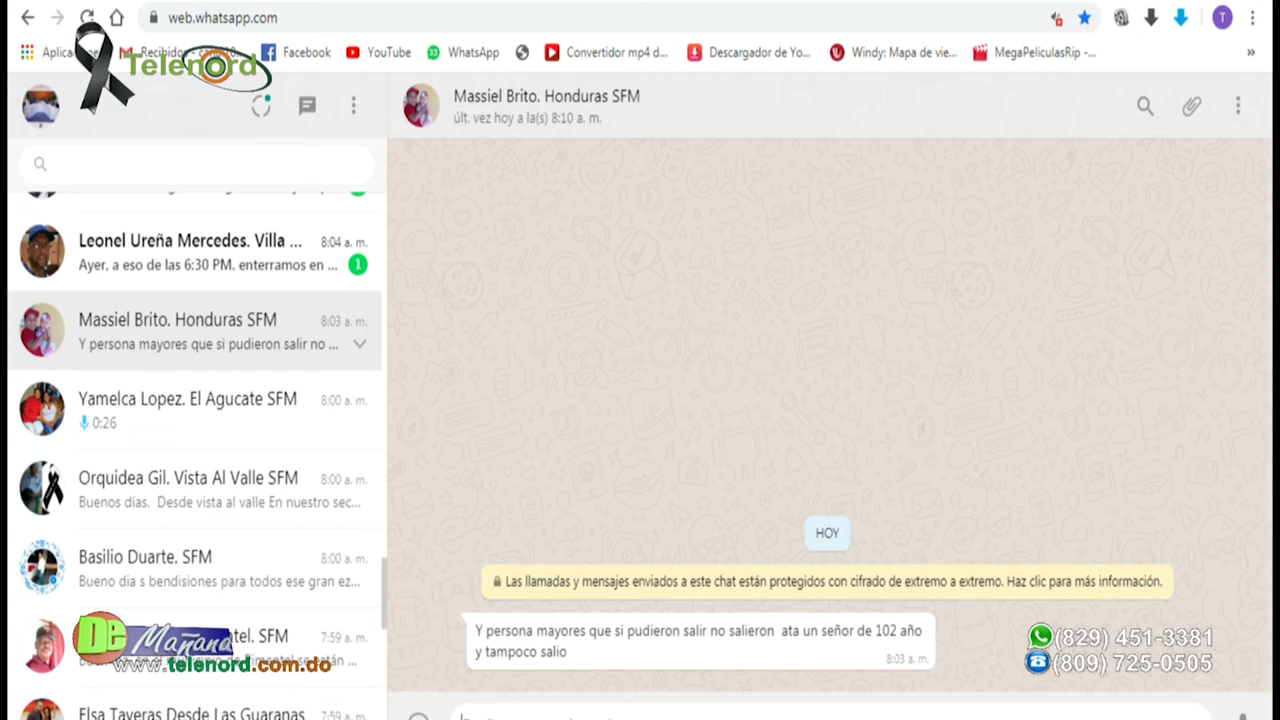 web.whatsapp.com
T
Facebook
YouTube
WhatsApp
Convertidor mp4 d...
Descargador de Yo...
Windy: Mapa de vie...
MegaPeliculasRip -...
»
Telenord
Massiel Brito. Honduras SFM
últ. vez hoy a la(s) 8:10 a. m.
Leonel Ureña Mercedes. Villa ...
8:04 a. m.
Ayer, a eso de las 6:30 PM. enterramos en ...
1
Massiel Brito. Honduras SFM
8:03 a. m.
Y persona mayores que si pudieron salir no ...
Yamelca Lopez. El Agucate SFM
8:00 a. m.
0:26
Orquidea Gil. Vista Al Valle SFM
8:00 a. m.
Buenos días. Desde vista al valle En nuestro sec...
Basilio Duarte. SFM
8:00 a. m.
Bueno dia s bendisiones para todos ese gran ez...
SFM
7:59 a. m.
De Mañana
www.telenord.com.do
Elsa Taveras Desde Las Guaranas
7:59 a. m.
HOY
Las llamadas y mensajes enviados a este chat están protegidos con cifrado de extremo a extremo. Haz clic para más información.
Y persona mayores que si pudieron salir no salieron ata un señor de 102 año
y tampoco salio
8:03 a. m.
(829) 451-3381
(809) 725-0505